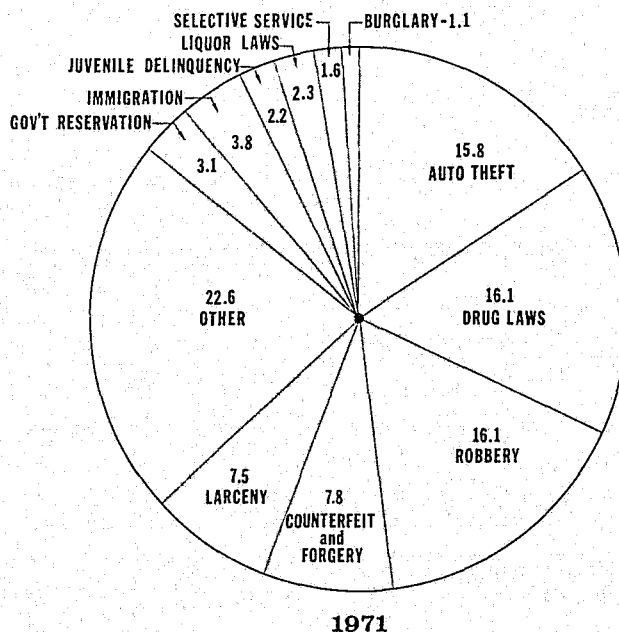 SELECTIVE SERVICE
BURGLARY-1.1
LIQUOR LAWS
JUVENILE DELINQUENCY
IMMIGRATION
GOV'T RESERVATION
1.6
2.3
2.2
3.8
3.1
15.8
AUTO THEFT
16.1
DRUG LAWS
16.1
ROBBERY
7.8
COUNTERFEIT
and
FORGERY
7.5
LARCENY
22.6
OTHER
1971